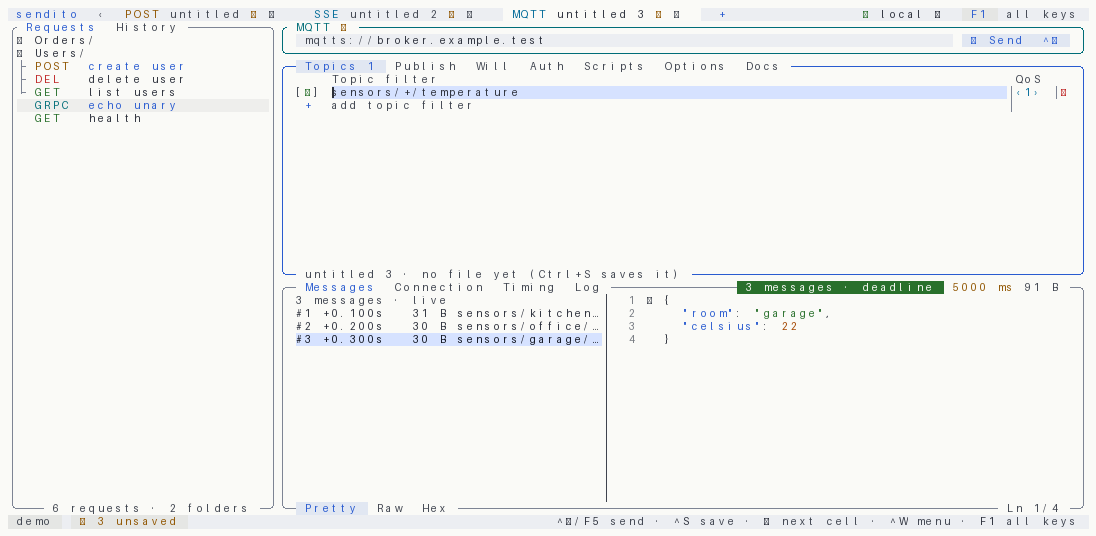 sendito ‹ POST untitled SSE untitled 2 MQTT untitled 3 + local F1 all keys
Requests History
Orders/
Users/
POST create user
DEL delete user
GET list users
GRPC echo unary
GET health
6 requests · 2 folders
MQTT
mqtts://broker.example.test Send ^
Topics 1 Publish Will Auth Scripts Options Docs
Topic filter QoS
[ ] sensors/+/temperature ‹1›
+ add topic filter
untitled 3 · no file yet (Ctrl+S saves it)
Messages Connection Timing Log 3 messages · deadline 5000 ms 91 B
3 messages · live
#1 +0.100s 31 B sensors/kitchen…
#2 +0.200s 30 B sensors/office/…
#3 +0.300s 30 B sensors/garage/…
1 {
2 "room": "garage",
3 "celsius": 22
4 }
Pretty Raw Hex Ln 1/4
demo 3 unsaved ^ /F5 send · ^S save · next cell · ^W menu · F1 all keys